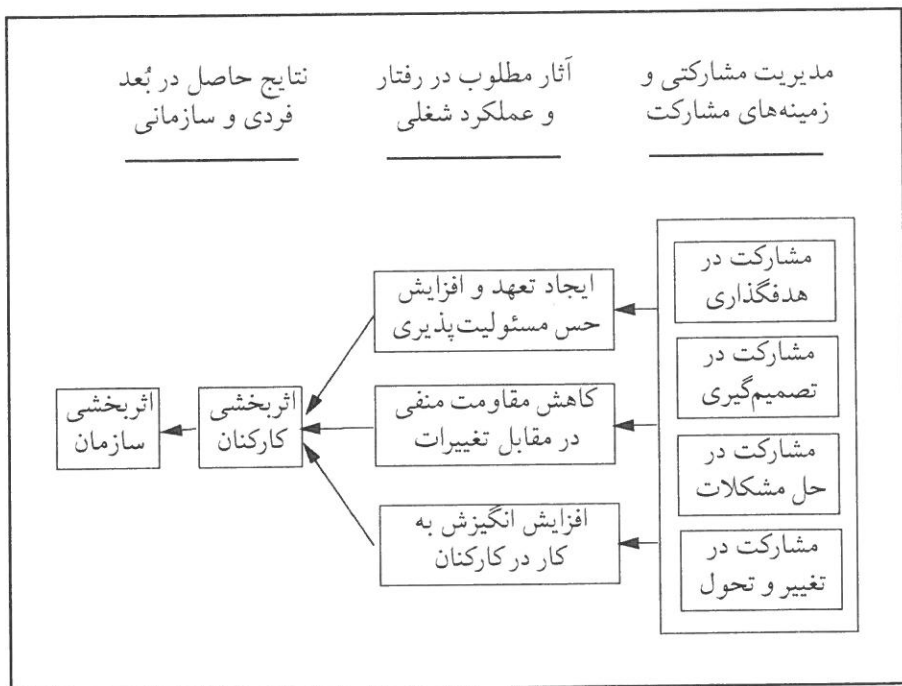 مدیریت مشارکتی و
زمینه‌های مشارکت
آثار مطلوب در رفتار
و عملکرد شغلی
نتایج حاصل در بُعد
فردی و سازمانی
مشارکت در
هدفگذاری
مشارکت در
تصمیم‌گیری
مشارکت در
حل مشکلات
مشارکت در
تغییر و تحول
ایجاد تعهد و افزایش
حس مسئولیت‌پذیری
کاهش مقاومت منفی
در مقابل تغییرات
افزایش انگیزش به
کار در کارکنان
اثربخشی
کارکنان
اثربخشی
سازمان